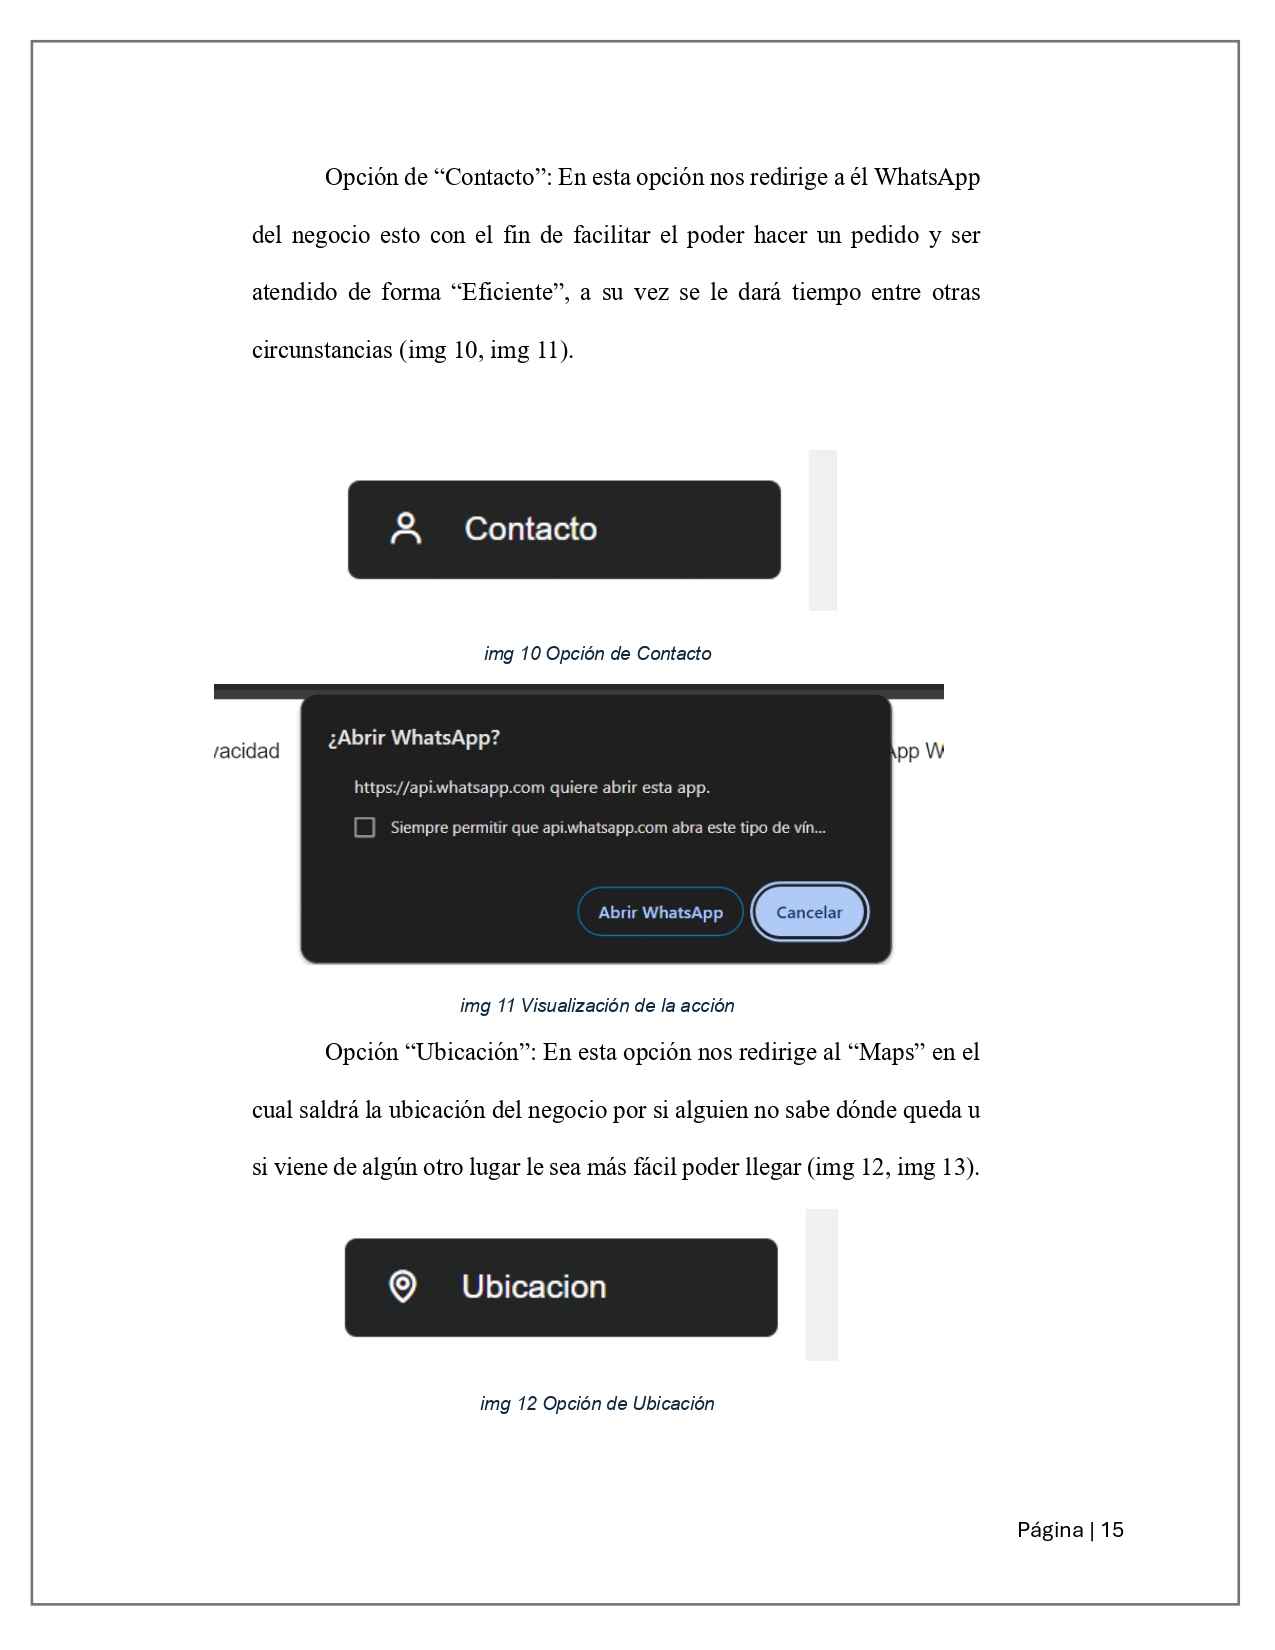 Opción de “Contacto”: En esta opción nos redirige a él WhatsApp
del negocio esto con el fin de facilitar el poder hacer un pedido y ser
atendido de forma “Eficiente”, a su vez se le dará tiempo entre otras
circunstancias (img 10, img 11).
Contacto
img 10 Opción de Contacto
¿Abrir WhatsApp?
vacidad
App W
https://api.whatsapp.com quiere abrir esta app.
Siempre permitir que api.whatsapp.com abra este tipo de vín...
Abrir WhatsApp
Cancelar
img 11 Visualización de la acción
Opción “Ubicación”: En esta opción nos redirige al “Maps” en el
cual saldrá la ubicación del negocio por si alguien no sabe dónde queda u
si viene de algún otro lugar le sea más fácil poder llegar (img 12, img 13).
Ubicacion
img 12 Opción de Ubicación
Página | 15